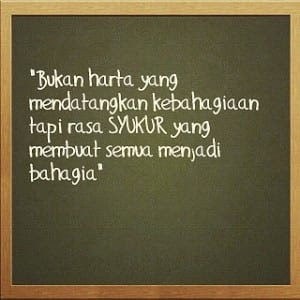 "Bukan harta yang
mendatangkan kebahagiaan
tapi rasa SYUKUR yang
membuat semua menjadi
bahagia"